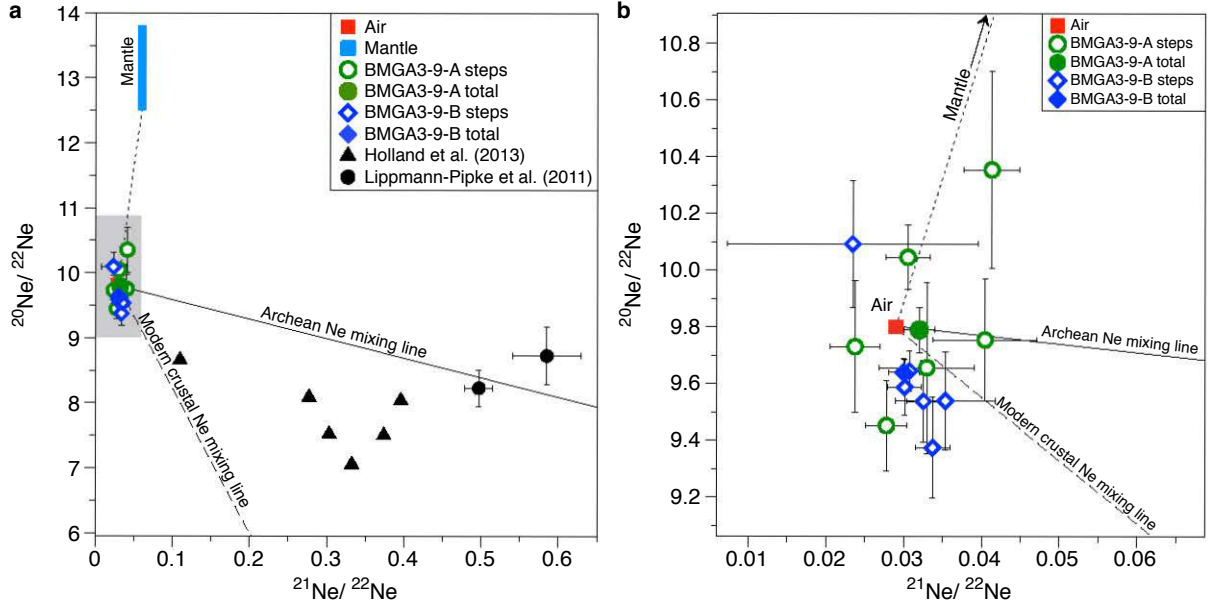 a
14
13
12
11
10
9
8
7
6
20Ne/ 22Ne
0
0.1
0.2
0.3
0.4
0.5
0.6
21Ne/ 22Ne
Mantle
Archean Ne mixing line
Modern crustal Ne mixing line
Air
Mantle
BMGA3-9-A steps
BMGA3-9-A total
BMGA3-9-B steps
BMGA3-9-B total
Holland et al. (2013)
Lippmann-Pipke et al. (2011)
b
10.8
10.6
10.4
10.2
10.0
9.8
9.6
9.4
9.2
20Ne/ 22Ne
0.01
0.02
0.03
0.04
0.05
0.06
21Ne/ 22Ne
Mantle
Air
Archean Ne mixing line
Modern crustal Ne mixing line
Air
BMGA3-9-A steps
BMGA3-9-A total
BMGA3-9-B steps
BMGA3-9-B total